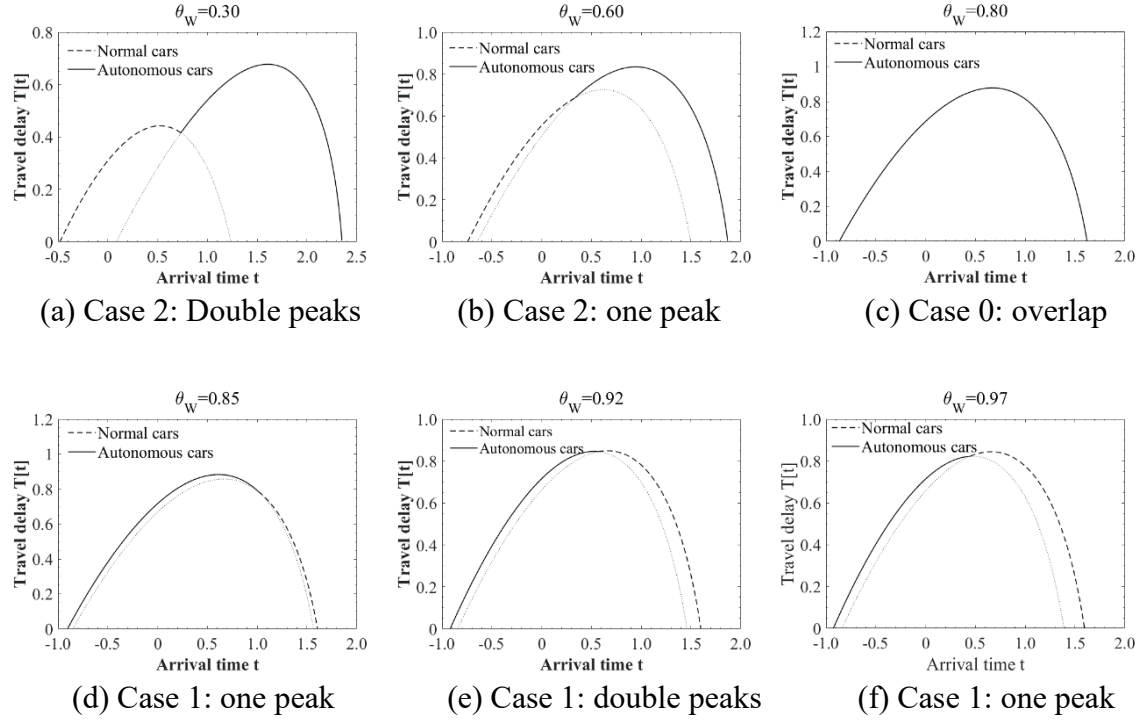 θ_W=0.30
0.8
0.6
0.4
0.2
0
Travel delay T[t]
Normal cars
Autonomous cars
-0.5 0 0.5 1.0 1.5 2.0 2.5
Arrival time t
(a) Case 2: Double peaks
θ_W=0.60
1.0
0.8
0.6
0.4
0.2
0
Travel delay T[t]
Normal cars
Autonomous cars
-1.0 -0.5 0 0.5 1.0 1.5 2.0
Arrival time t
(b) Case 2: one peak
θ_W=0.80
1.2
1
0.8
0.6
0.4
0.2
0
Travel delay T[t]
Normal cars
Autonomous cars
-1.0 -0.5 0 0.5 1.0 1.5 2.0
Arrival time t
(c) Case 0: overlap
θ_W=0.85
1.2
1
0.8
0.6
0.4
0.2
0
Travel delay T[t]
Normal cars
Autonomous cars
-1.0 -0.5 0 0.5 1.0 1.5 2.0
Arrival time t
(d) Case 1: one peak
θ_W=0.92
1.0
0.8
0.6
0.4
0.2
0
Travel delay T[t]
Normal cars
Autonomous cars
-1.0 -0.5 0 0.5 1.0 1.5 2.0
Arrival time t
(e) Case 1: double peaks
θ_W=0.97
1.0
0.8
0.6
0.4
0.2
0
Travel delay T[t]
Normal cars
Autonomous cars
-1.0 -0.5 0 0.5 1.0 1.5 2.0
Arrival time t
(f) Case 1: one peak